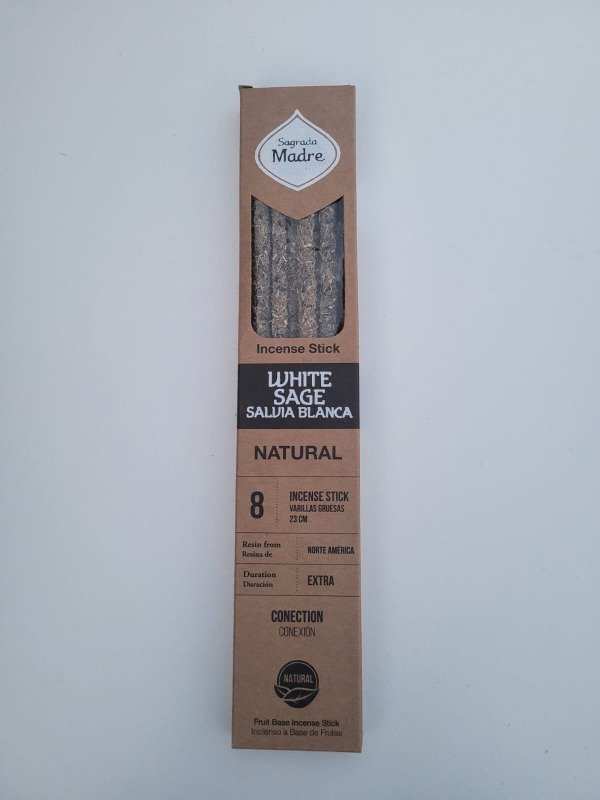 Sagrada
Madre
Incense Stick
WHITE
SAGE
SALVIA BLANCA
NATURAL
8
INCENSE STICK
VARILLAS GRUESAS
23 CM
Resin from
Resina de
NORTE AMÉRICA
Duration
Duración
EXTRA
CONECTION
CONEXIÓN
NATURAL
Fruit Base Incense Stick
Incienso a Base de Frutas